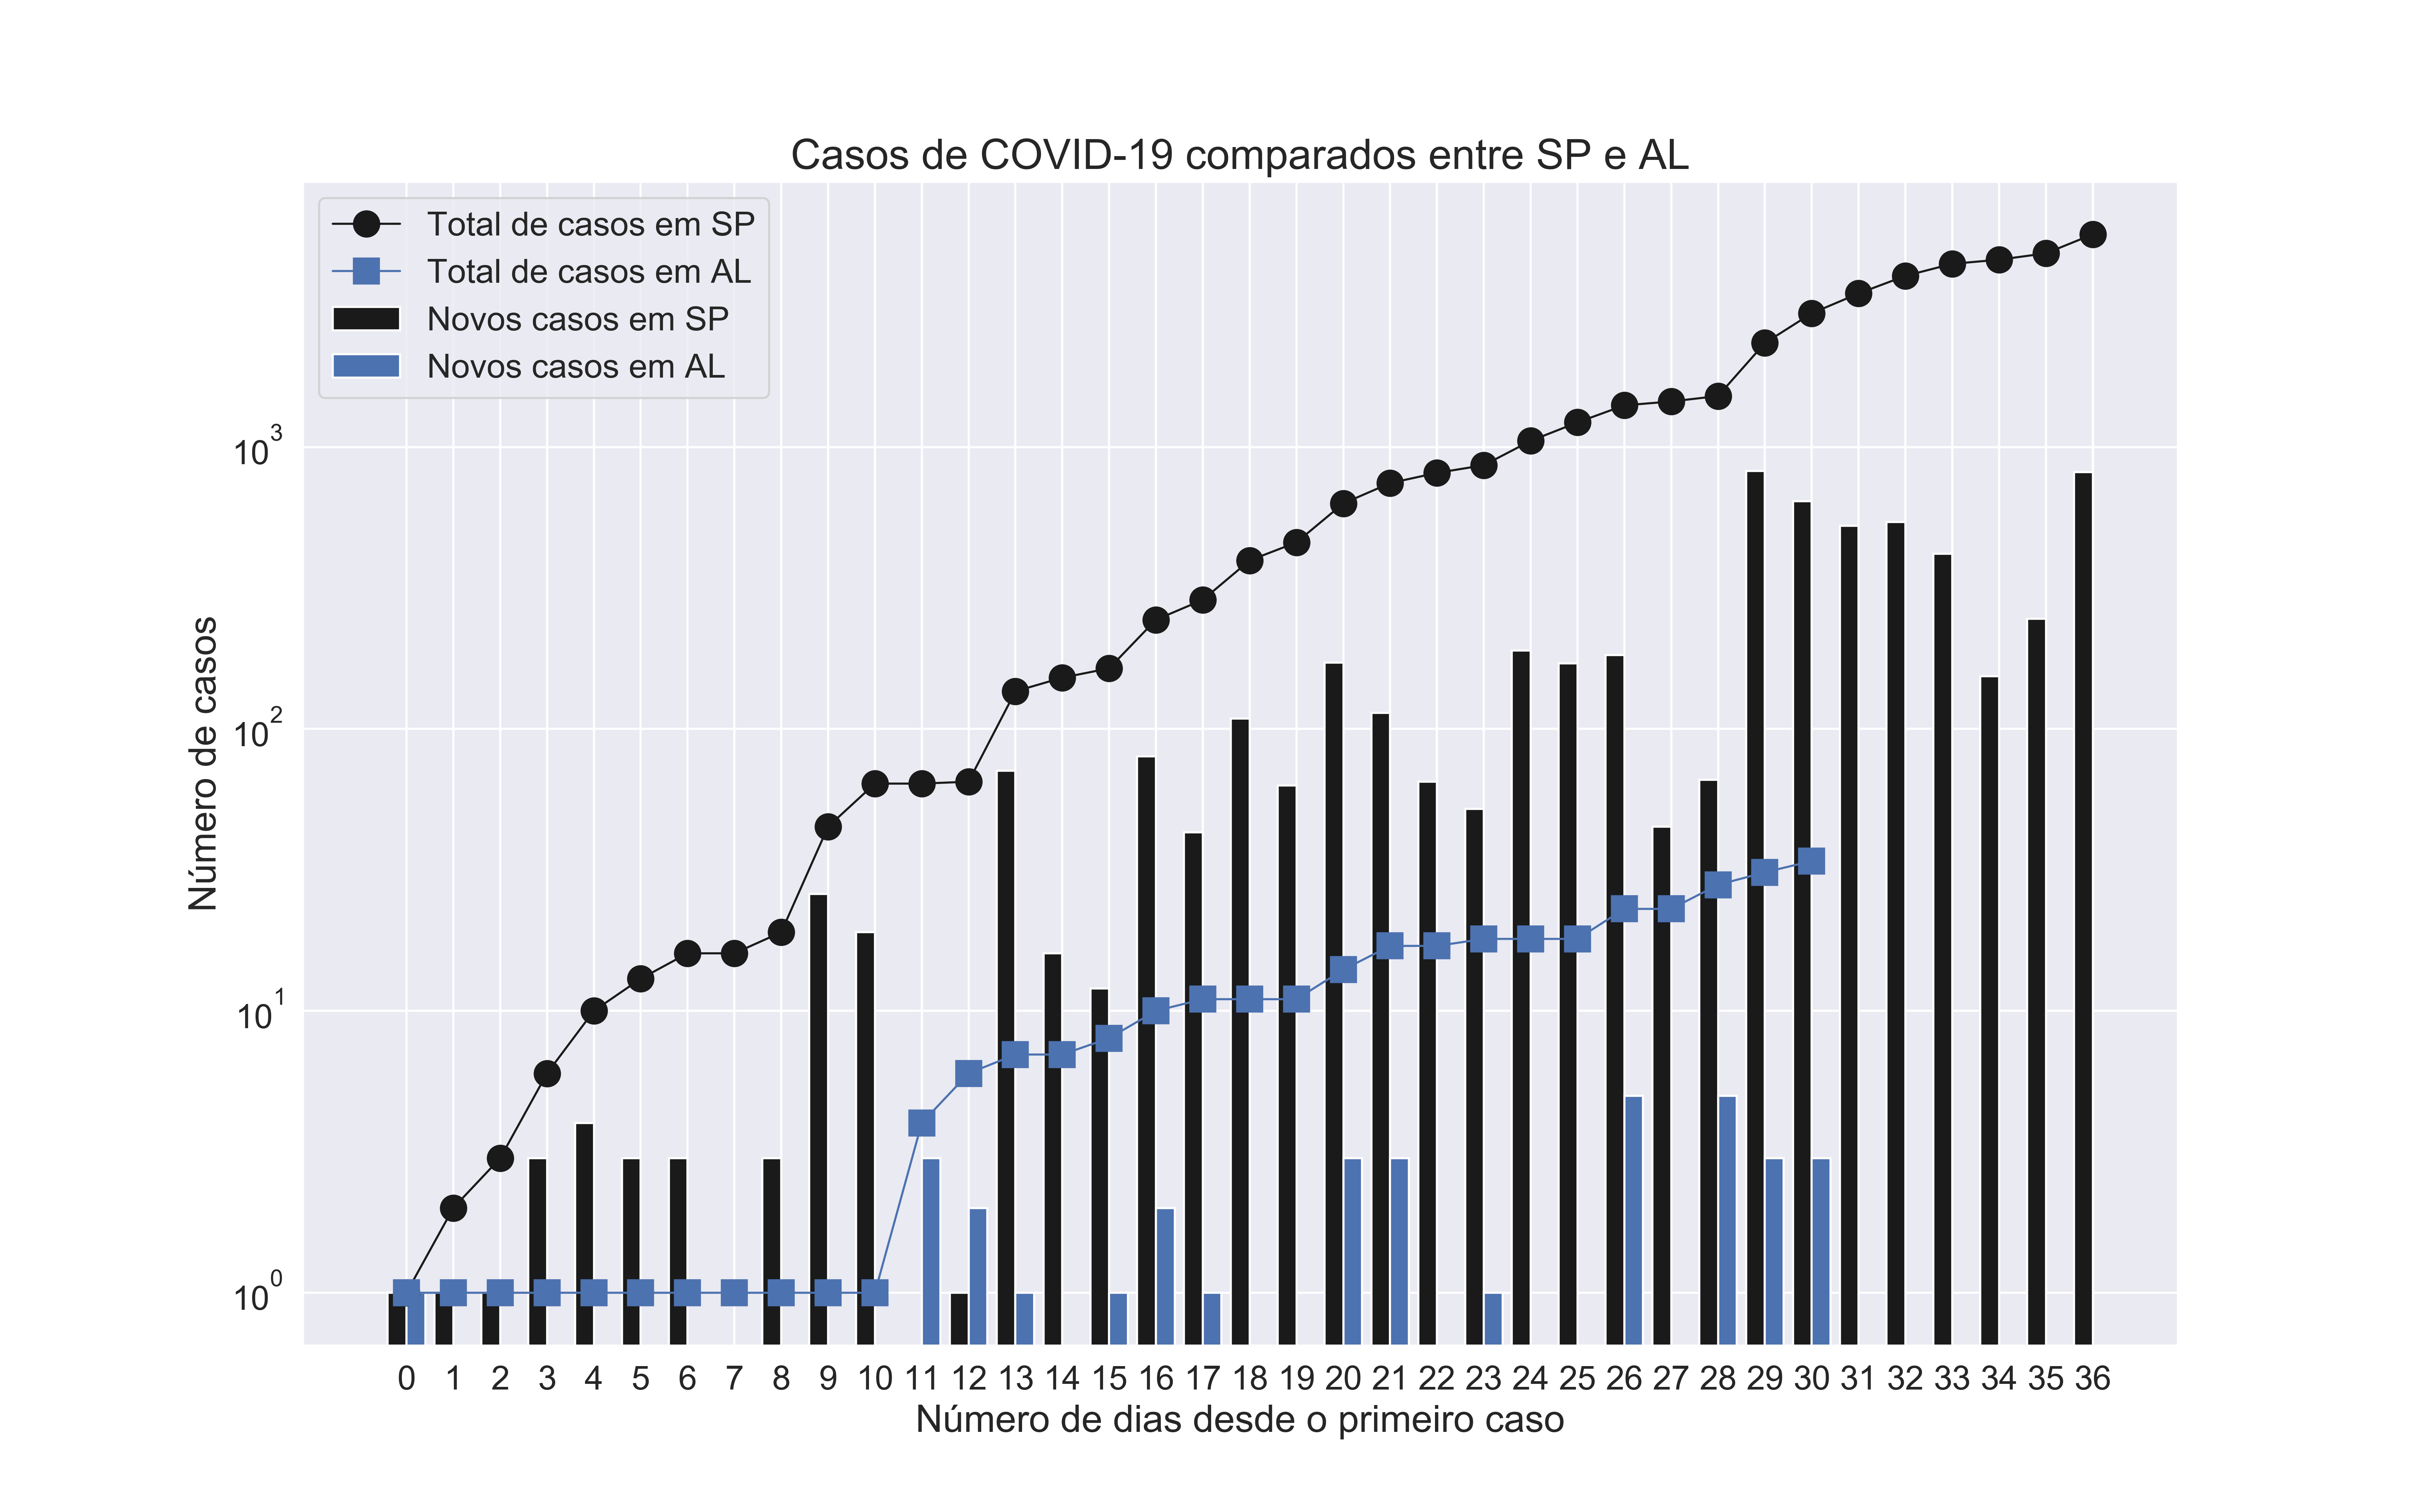 Casos de COVID-19 comparados entre SP e AL
Total de casos em SP
Total de casos em AL
Novos casos em SP
Novos casos em AL
Número de casos
10³
10²
10¹
10⁰
0 1 2 3 4 5 6 7 8 9 10 11 12 13 14 15 16 17 18 19 20 21 22 23 24 25 26 27 28 29 30 31 32 33 34 35 36
Número de dias desde o primeiro caso